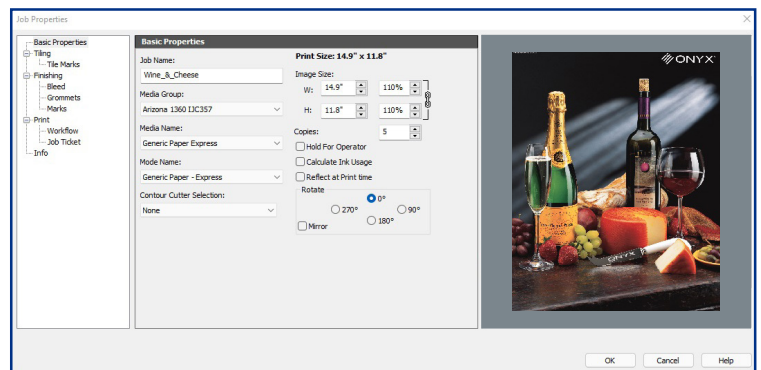 Job Properties
Basic Properties
Tiling
Tile Marks
Finishing
Bleed
Grommets
Marks
Print
Workflow
Job Ticket
Info
Basic Properties
Job Name:
Wine_&_Cheese
Media Group:
Arizona 1360 IJC357
Media Name:
Generic Paper Express
Mode Name:
Generic Paper - Express
Contour Cutter Selection:
None
Print Size: 14.9" x 11.8"
Image Size:
W: 14.9" 110%
H: 11.8" 110%
Copies: 5
Hold For Operator
Calculate Ink Usage
Reflect at Print time
Rotate
0°
270° 90°
180°
Mirror
ONYX
ONYX
OK Cancel Help